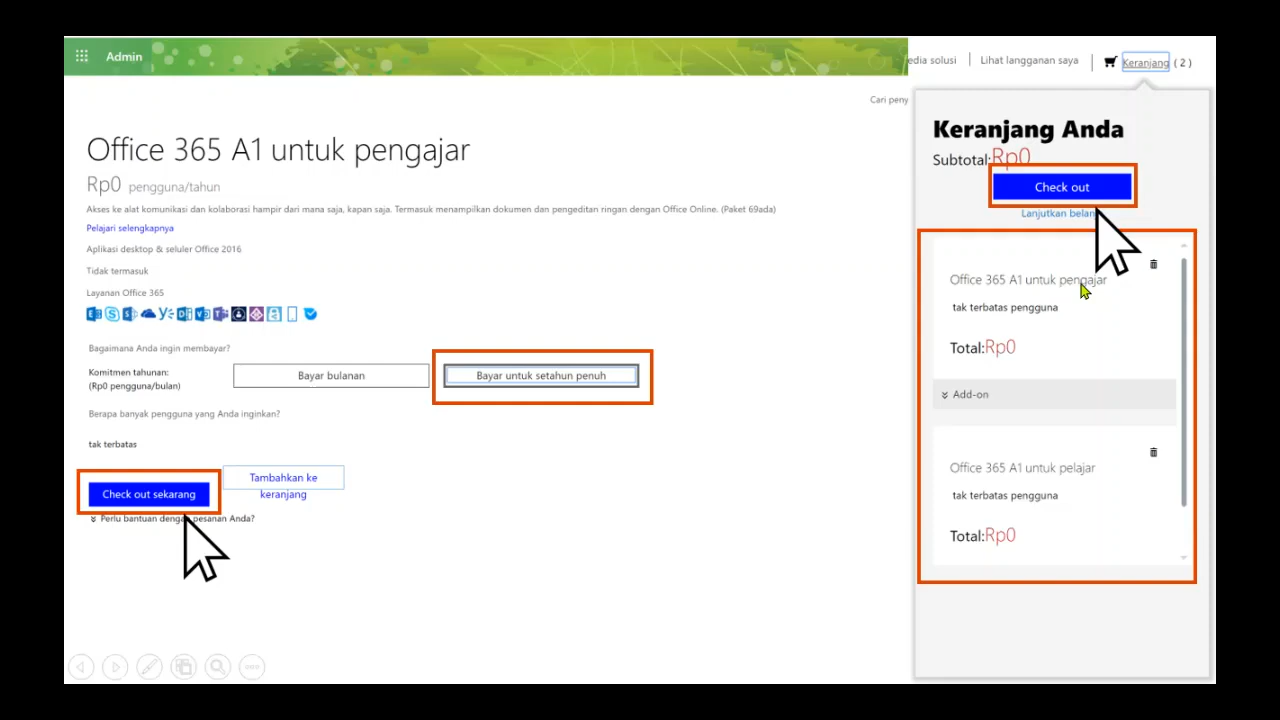 Admin
edia solusi
Lihat langganan saya
Keranjang ( 2 )
Cari peny
Office 365 A1 untuk pengajar
Rp0 pengguna/tahun
Akses ke alat komunikasi dan kolaborasi hampir dari mana saja, kapan saja. Termasuk menampilkan dokumen dan pengeditan ringan dengan Office Online. (Paket 69ada)
Pelajari selengkapnya
Aplikasi desktop & seluler Office 2016
Tidak termasuk
Layanan Office 365
Bagaimana Anda ingin membayar?
Komitmen tahunan:
(Rp0 pengguna/bulan)
Bayar bulanan
Bayar untuk setahun penuh
Berapa banyak pengguna yang Anda inginkan?
tak terbatas
Check out sekarang
Tambahkan ke
keranjang
Perlu bantuan dengan pesanan Anda?
Keranjang Anda
Subtotal:Rp0
Check out
Lanjutkan belan
Office 365 A1 untuk pengajar
tak terbatas pengguna
Total:Rp0
Add-on
Office 365 A1 untuk pelajar
tak terbatas pengguna
Total:Rp0